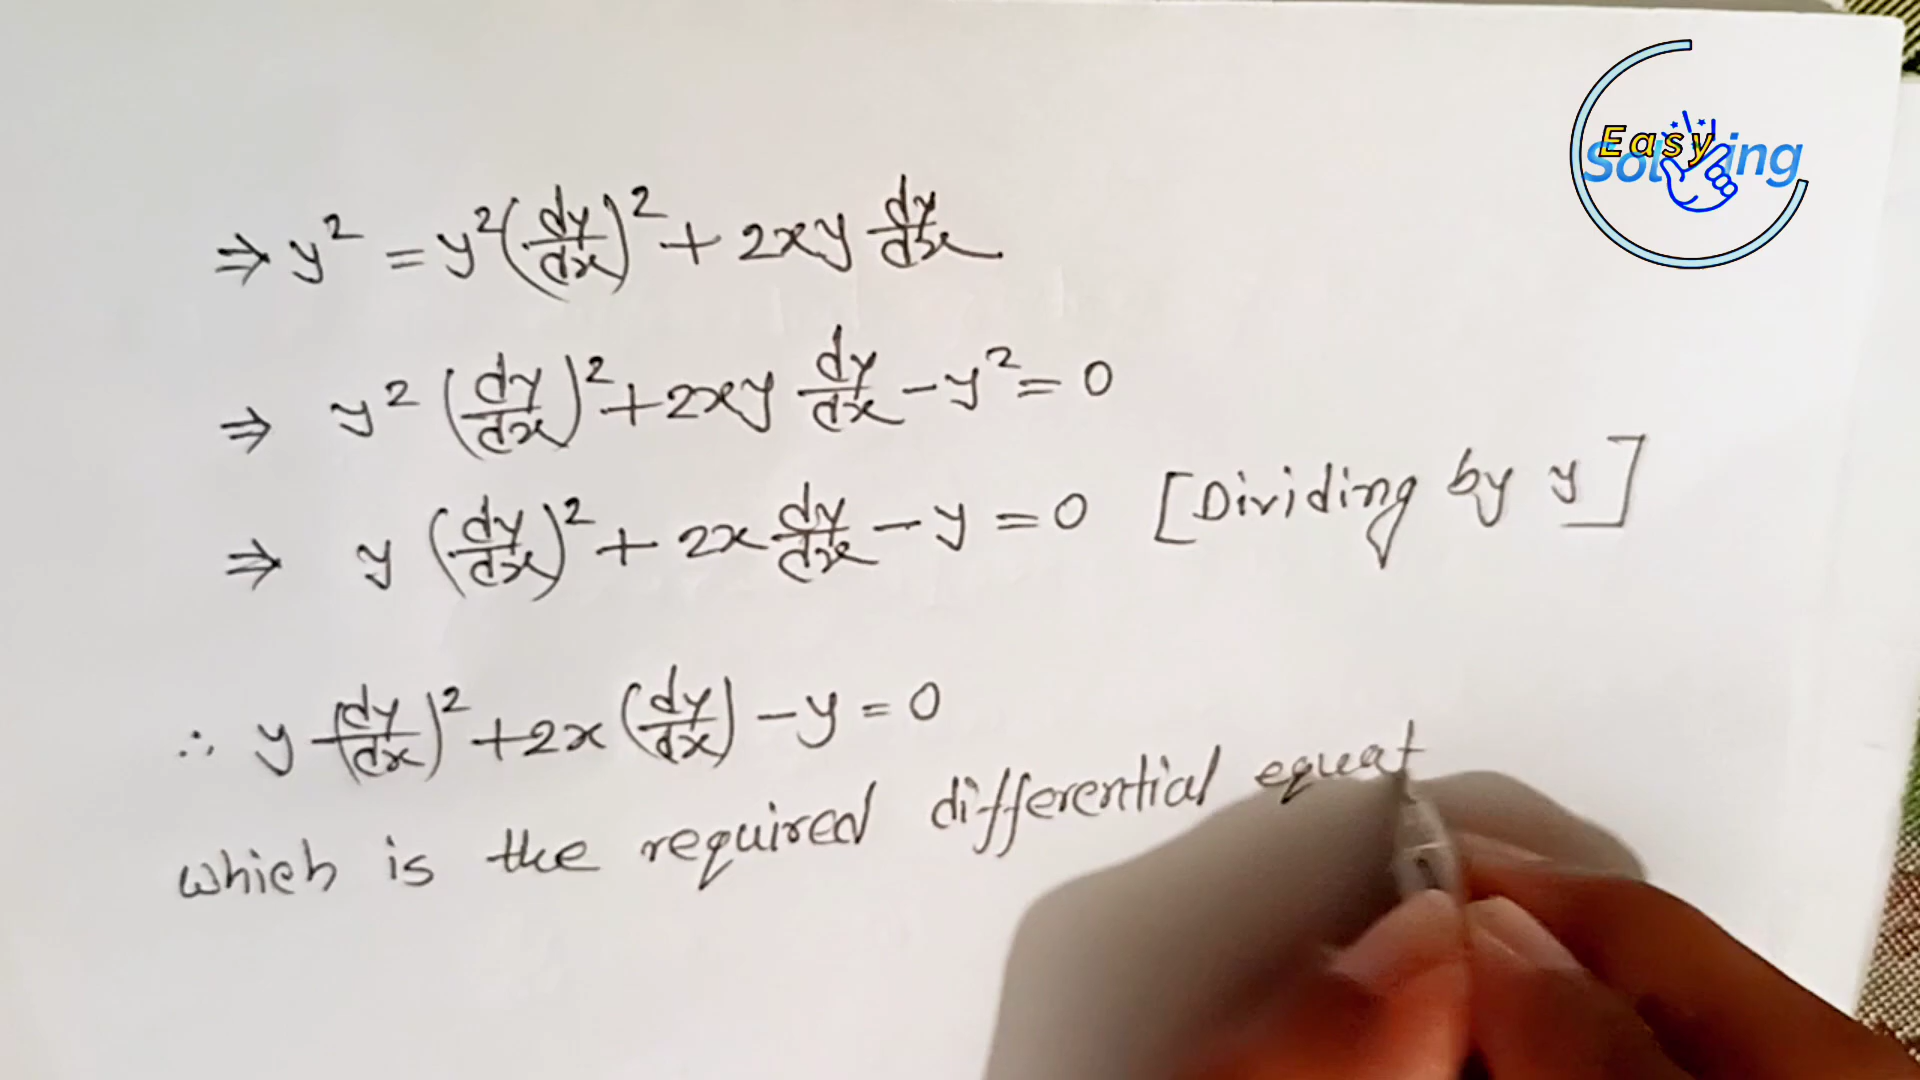 Easy
Solving
⇒ y² = y²(dy/dx)² + 2xy dy/dx
⇒ y² (dy/dx)² + 2xy dy/dx − y² = 0
⇒ y (dy/dx)² + 2x dy/dx − y = 0 [Dividing by y]
∴ y (dy/dx)² + 2x (dy/dx) − y = 0
which is the required differential equat